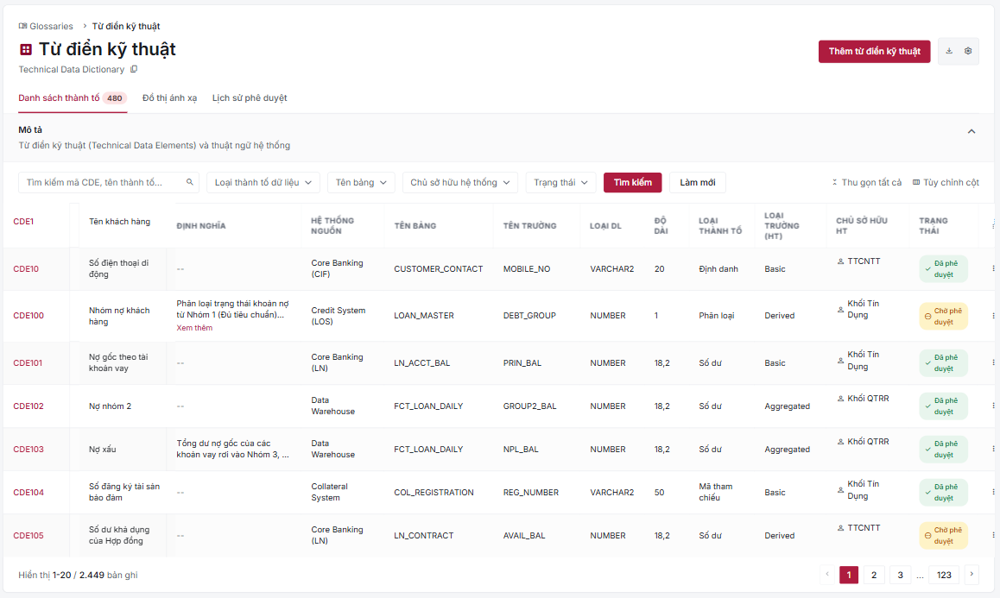 Glossaries > Từ điển kỹ thuật
Từ điển kỹ thuật
Technical Data Dictionary
Thêm từ điển kỹ thuật
Danh sách thành tố 480 Đồ thị ánh xạ Lịch sử phê duyệt
Mô tả
Từ điển kỹ thuật (Technical Data Elements) và thuật ngữ hệ thống
Tìm kiếm mã CDE, tên thành tố... Loại thành tố dữ liệu Tên bảng Chủ sở hữu hệ thống Trạng thái Tìm kiếm Làm mới Thu gọn tất cả Tùy chỉnh cột
CDE1
Tên khách hàng
ĐỊNH NGHĨA
HỆ THỐNG
NGUỒN
TÊN BẢNG
TÊN TRƯỜNG
LOẠI DL
ĐỘ
DÀI
LOẠI
THÀNH TỐ
LOẠI
TRƯỜNG
(HT)
CHỦ SỞ HỮU
HT
TRẠNG
THÁI
CDE10
Số điện thoại di
động
--
Core Banking
(CIF)
CUSTOMER_CONTACT
MOBILE_NO
VARCHAR2
20
Định danh
Basic
TTCNTT
Đã phê
duyệt
CDE100
Nhóm nợ khách
hàng
Phân loại trạng thái khoản nợ
từ Nhóm 1 (Đủ tiêu chuẩn)...
Xem thêm
Credit System
(LOS)
LOAN_MASTER
DEBT_GROUP
NUMBER
1
Phân loại
Derived
Khối Tín
Dụng
Chờ phê
duyệt
CDE101
Nợ gốc theo tài
khoản vay
--
Core Banking
(LN)
LN_ACCT_BAL
PRIN_BAL
NUMBER
18,2
Số dư
Basic
Khối Tín
Dụng
Đã phê
duyệt
CDE102
Nợ nhóm 2
--
Data
Warehouse
FCT_LOAN_DAILY
GROUP2_BAL
NUMBER
18,2
Số dư
Aggregated
Khối QTRR
Đã phê
duyệt
CDE103
Nợ xấu
Tổng dư nợ gốc của các
khoản vay rơi vào Nhóm 3, ...
Data
Warehouse
FCT_LOAN_DAILY
NPL_BAL
NUMBER
18,2
Số dư
Aggregated
Khối QTRR
Đã phê
duyệt
CDE104
Số đăng ký tài sản
bảo đảm
--
Collateral
System
COL_REGISTRATION
REG_NUMBER
VARCHAR2
50
Mã tham
chiếu
Basic
Khối Tín
Dụng
Đã phê
duyệt
CDE105
Số dư khả dụng
của Hợp đồng
--
Core Banking
(LN)
LN_CONTRACT
AVAIL_BAL
NUMBER
18,2
Số dư
Derived
TTCNTT
Chờ phê
duyệt
Hiển thị 1-20 / 2.449 bản ghi
‹ 1 2 3 ... 123 ›